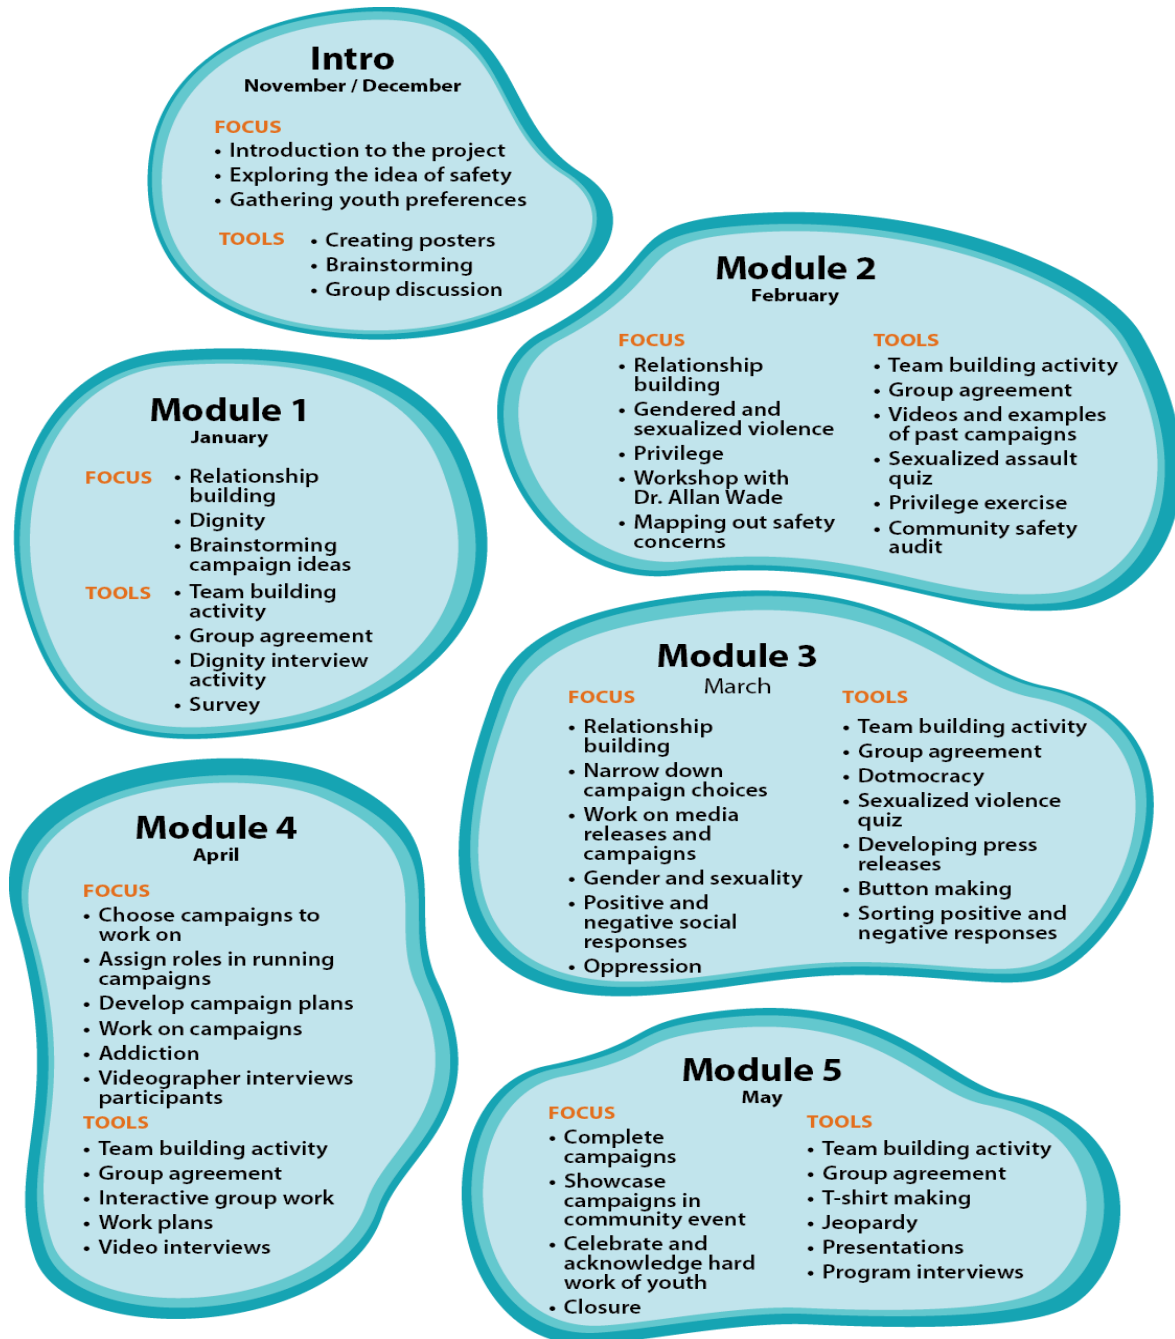 Intro
November / December
FOCUS
• Introduction to the project
• Exploring the idea of safety
• Gathering youth preferences
TOOLS
• Creating posters
• Brainstorming
• Group discussion
Module 1
January
FOCUS
• Relationship
building
• Dignity
• Brainstorming
campaign ideas
TOOLS
• Team building
activity
• Group agreement
• Dignity interview
activity
• Survey
Module 2
February
FOCUS
• Relationship
building
• Gendered and
sexualized violence
• Privilege
• Workshop with
Dr. Allan Wade
• Mapping out safety
concerns
TOOLS
• Team building activity
• Group agreement
• Videos and examples
of past campaigns
• Sexualized assault
quiz
• Privilege exercise
• Community safety
audit
Module 3
March
FOCUS
• Relationship
building
• Narrow down
campaign choices
• Work on media
releases and
campaigns
• Gender and sexuality
• Positive and
negative social
responses
• Oppression
TOOLS
• Team building activity
• Group agreement
• Dotmocracy
• Sexualized violence
quiz
• Developing press
releases
• Button making
• Sorting positive and
negative responses
Module 4
April
FOCUS
• Choose campaigns to
work on
• Assign roles in running
campaigns
• Develop campaign plans
• Work on campaigns
• Addiction
• Videographer interviews
participants
TOOLS
• Team building activity
• Group agreement
• Interactive group work
• Work plans
• Video interviews
Module 5
May
FOCUS
• Complete
campaigns
• Showcase
campaigns in
community event
• Celebrate and
acknowledge hard
work of youth
• Closure
TOOLS
• Team building activity
• Group agreement
• T-shirt making
• Jeopardy
• Presentations
• Program interviews